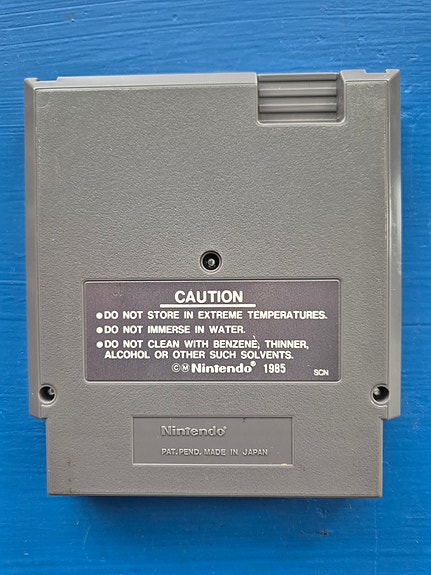 CAUTION
●DO NOT STORE IN EXTREME TEMPERATURES.
●DO NOT IMMERSE IN WATER.
●DO NOT CLEAN WITH BENZENE, THINNER,
ALCOHOL OR OTHER SUCH SOLVENTS.
©Ⓜ Nintendo® 1985 SCN
Nintendo®
PAT. PEND. MADE IN JAPAN